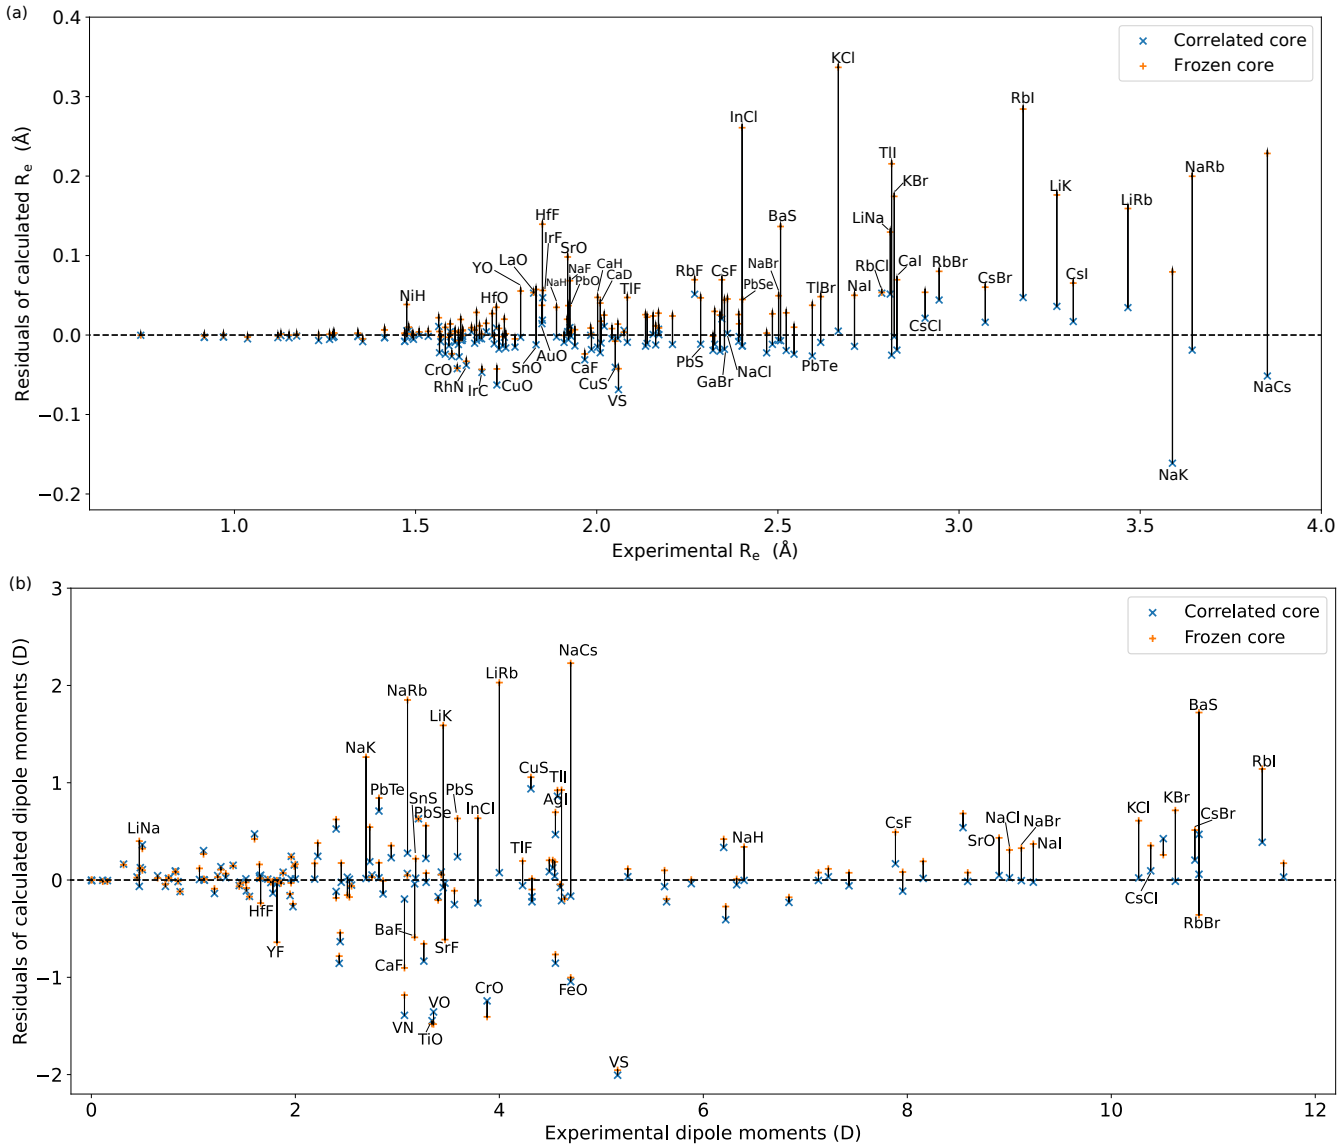 (a)
0.4
0.3
0.2
0.1
0.0
−0.1
−0.2
Residuals of calculated Re (Å)
Correlated core
Frozen core
KCl
RbI
InCl
TlI
KBr
LiK
NaRb
LiRb
HfF
IrF
BaS
LiNa
SrO
LaO
YO
NaH
NaF
PbO
CaH
CaD
RbF
CsF
NaBr
PbSe
RbCl
CaI
RbBr
CsBr
CsI
NiH
HfO
TlF
TlBr
NaI
CsCl
CrO
RhN
IrC
CuO
SnO
AuO
CaF
CuS
VS
PbS
GaBr
NaCl
PbTe
NaCs
NaK
1.0
1.5
2.0
2.5
3.0
3.5
4.0
Experimental Re (Å)
(b)
3
2
1
0
−1
−2
Residuals of calculated dipole moments (D)
Correlated core
Frozen core
NaCs
LiRb
NaRb
LiK
NaK
BaS
RbI
CuS
TlI
AgI
PbTe
SnS
PbS
PbSe
InCl
LiNa
TlF
NaH
CsF
SrO
NaCl
NaBr
NaI
KCl
KBr
CsBr
CsCl
RbBr
HfF
YF
BaF
CaF
SrF
VN
TiO
VO
CrO
FeO
VS
0
2
4
6
8
10
12
Experimental dipole moments (D)